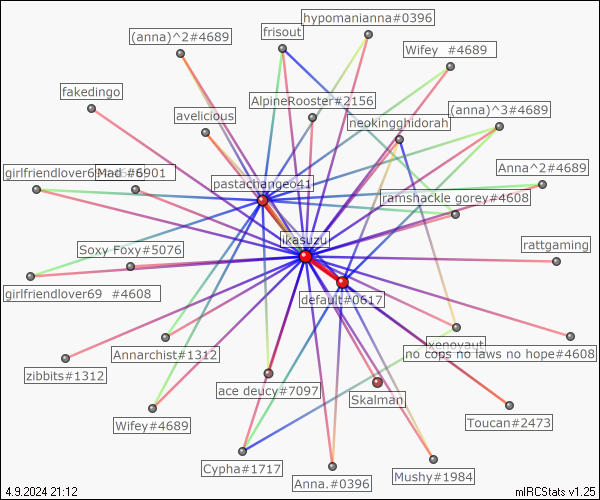 hypomanianna#0396
(anna)^2#4689
frisout
Wifey #4689
fakedingo
AlpineRooster#2156
(anna)^3#4689
avelicious
neokingghidorah
girlfriendlover69
Mad #6901
Anna^2#4689
pastachangeo41
ramshackle gorey#4608
ikasuzu
rattgaming
Soxy Foxy#5076
girlfriendlover69 #4608
default#0617
Annarchist#1312
xenovaut
no cops no laws no hope#4608
zibbits#1312
ace deucy#7097
Skalman
Wifey#4689
Toucan#2473
Cypha#1717
Anna.#0396
Mushy#1984
4.9.2024 21:12
mIRCStats v1.25